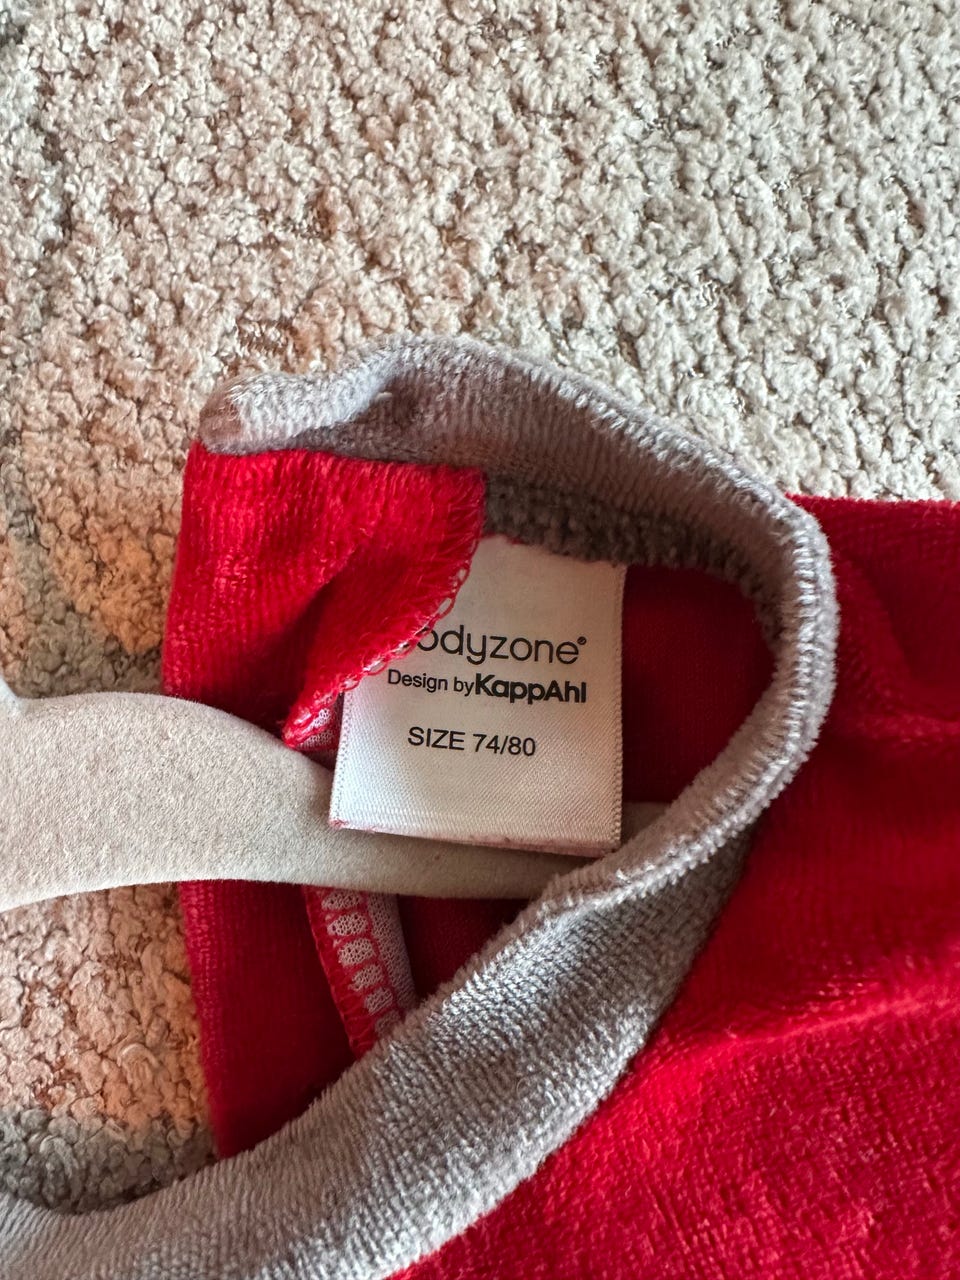 odyzone®
Design by KappAhl
SIZE 74/80